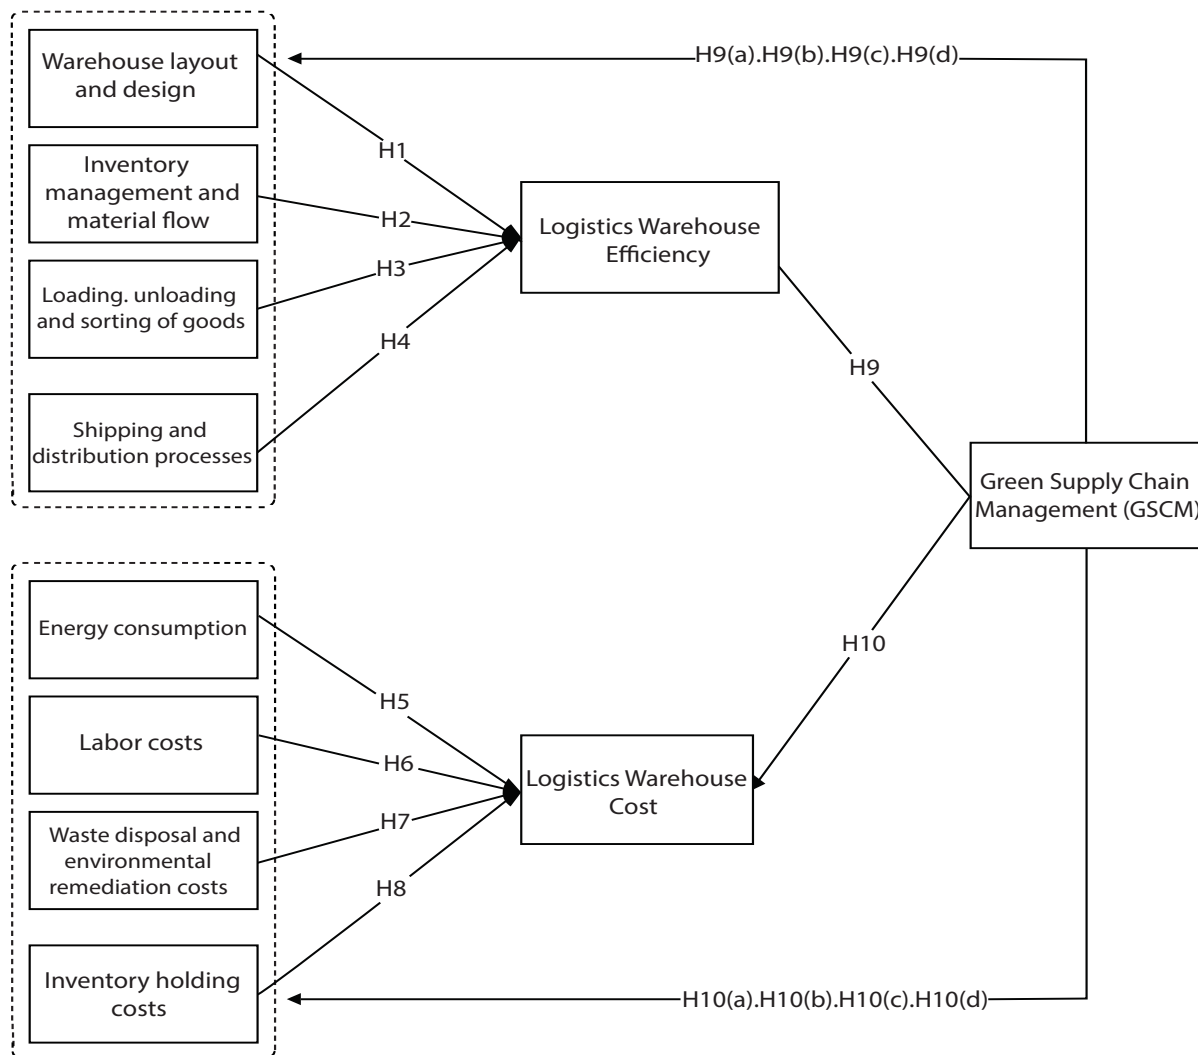 Warehouse layout
and design
H9(a).H9(b).H9(c).H9(d)
H1
Inventory
management and
material flow
H2
Logistics Warehouse
Efficiency
Loading. unloading
and sorting of goods
H3
H4
H9
Shipping and
distribution processes
Green Supply Chain
Management (GSCM)
Energy consumption
H10
H5
Labor costs
H6
Logistics Warehouse
Cost
Waste disposal and
environmental
remediation costs
H7
H8
Inventory holding
costs
H10(a).H10(b).H10(c).H10(d)